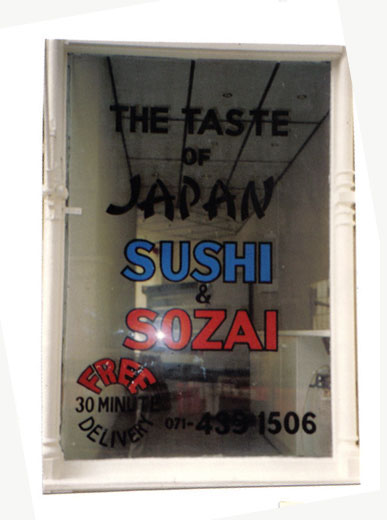 THE TASTE
OF
JAPAN
SUSHI
&
SOZAI
FREE
30 MINUTE
DELIVERY
071-439 1506